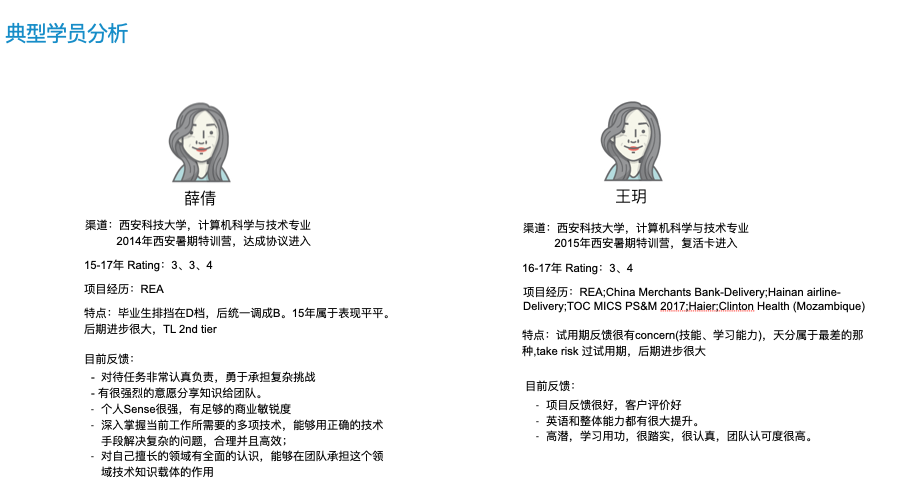 典型学员分析
薛倩
渠道：西安科技大学，计算机科学与技术专业
2014年西安暑期特训营，达成协议进入
15-17年 Rating：3、3、4
项目经历：REA
特点：毕业生排挡在D档，后统一调成B。15年属于表现平平。
后期进步很大，TL 2nd tier
目前反馈：
- 对待任务非常认真负责，勇于承担复杂挑战
- 有很强烈的意愿分享知识给团队。
- 个人Sense很强，有足够的商业敏锐度
- 深入掌握当前工作所需要的多项技术，能够用正确的技术
手段解决复杂的问题，合理并且高效；
- 对自己擅长的领域有全面的认识，能够在团队承担这个领
域技术知识载体的作用
王玥
渠道：西安科技大学，计算机科学与技术专业
2015年西安暑期特训营，复活卡进入
16-17年 Rating：3、4
项目经历：REA;China Merchants Bank-Delivery;Hainan airline-
Delivery;TOC MICS PS&M 2017;Haier;Clinton Health (Mozambique)
特点：试用期反馈很有concern(技能、学习能力)，天分属于最差的那
种,take risk 过试用期，后期进步很大
目前反馈：
- 项目反馈很好，客户评价好
- 英语和整体能力都有很大提升。
- 高潜，学习用功，很踏实，很认真，团队认可度很高。